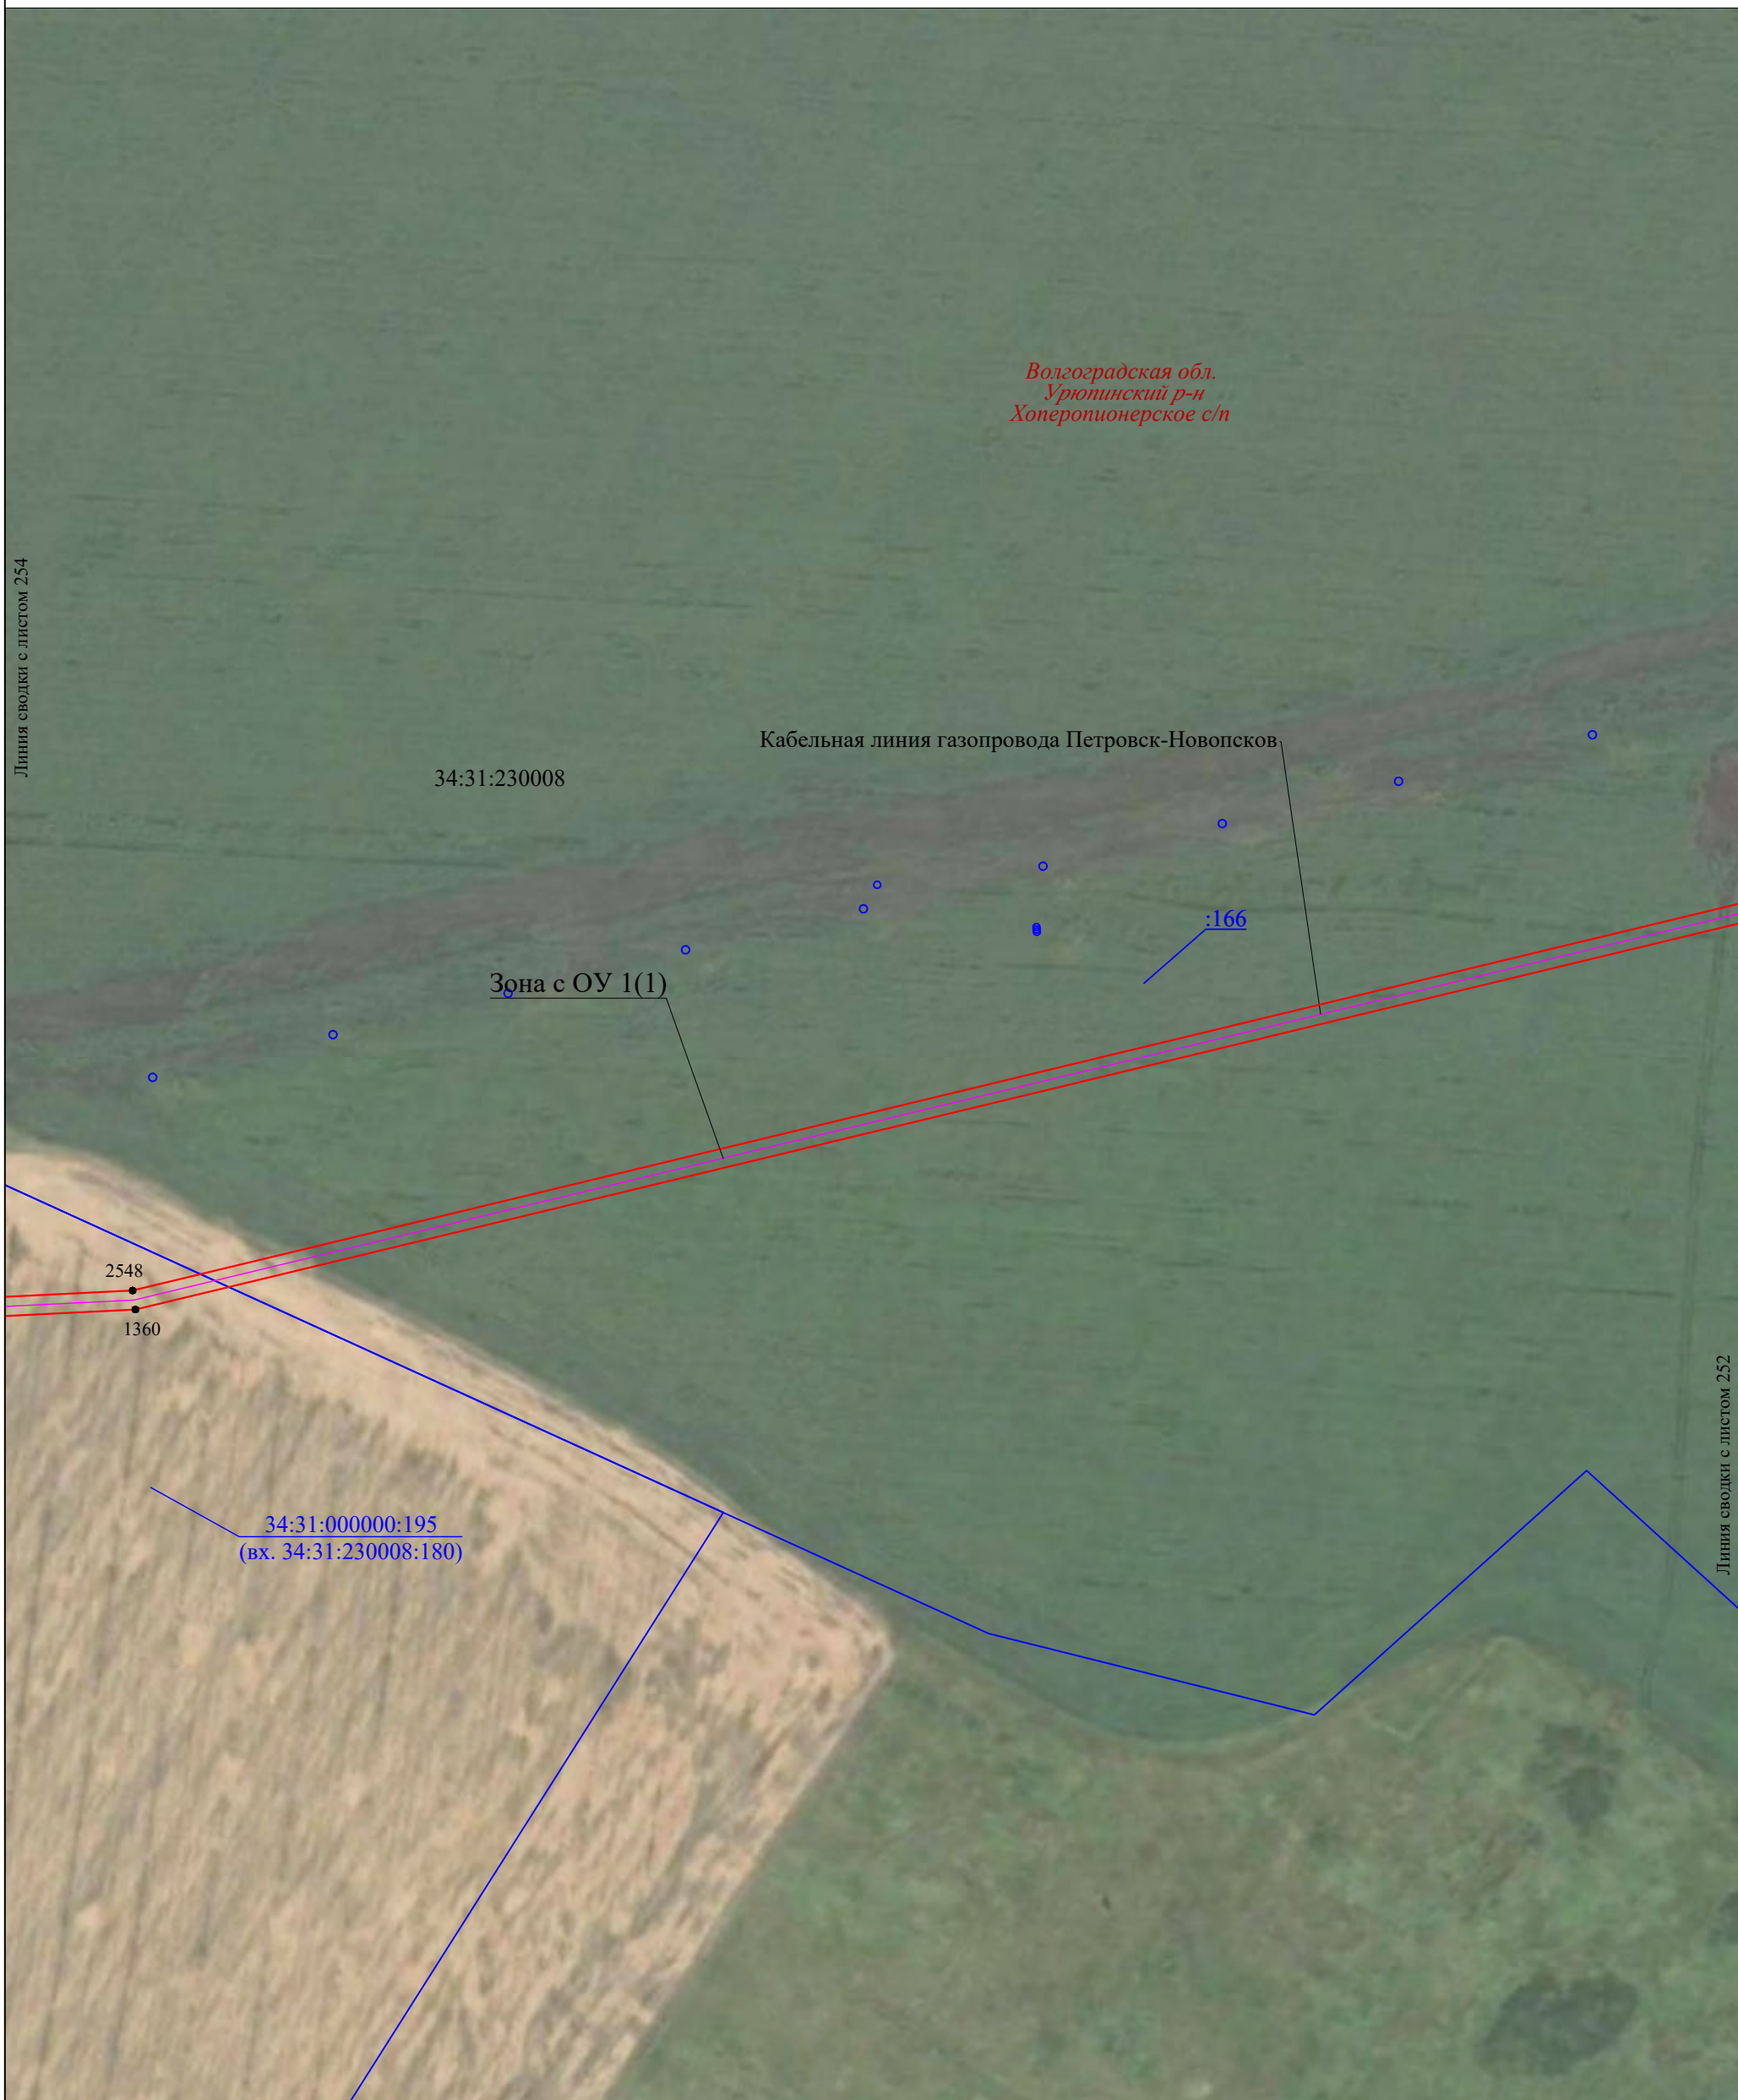 Волгоградская обл.
Урюпинский р-н
Хоперопионерское с/п
Линия сводки с листом 254
Кабельная линия газопровода Петровск-Новопсков
34:31:230008
:166
Зона с ОУ 1(1)
2548
1360
Линия сводки с листом 252
34:31:000000:195
(вх. 34:31:230008:180)